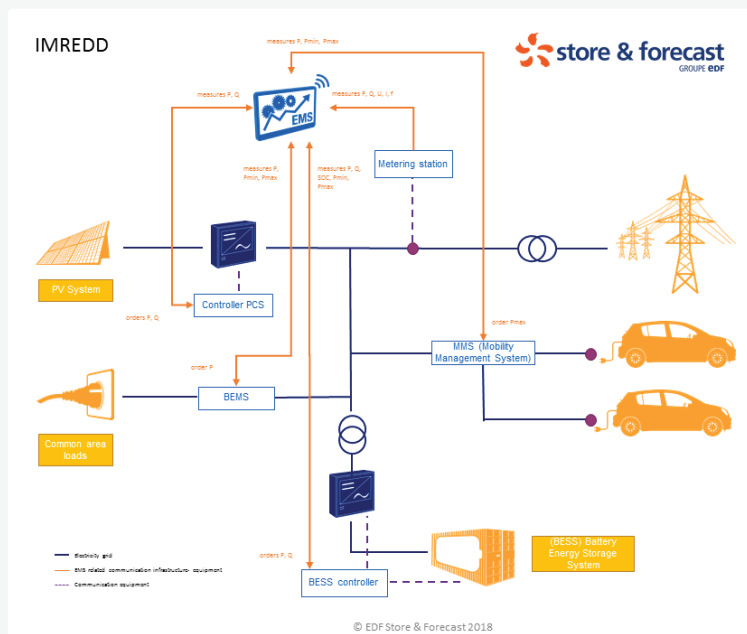 IMREDD
measures P, Pmin, Pmax
store & forecast
GROUPE eDF
measures P, Q
measures P, Q, U, I, f
EMS
measures P,
Pmin, Pmax
measures P, Q,
SOC, Pmin,
Pmax
Metering station
PV System
Controller PCS
orders P, Q
order Pmax
MMS (Mobility
Management System)
order P
BEMS
Common area
loads
(BESS) Battery
Energy Storage
System
Electricity grid
EMS related communication infrastructure- equipment
Communication equipment
orders P, Q
BESS controller
© EDF Store & Forecast 2018